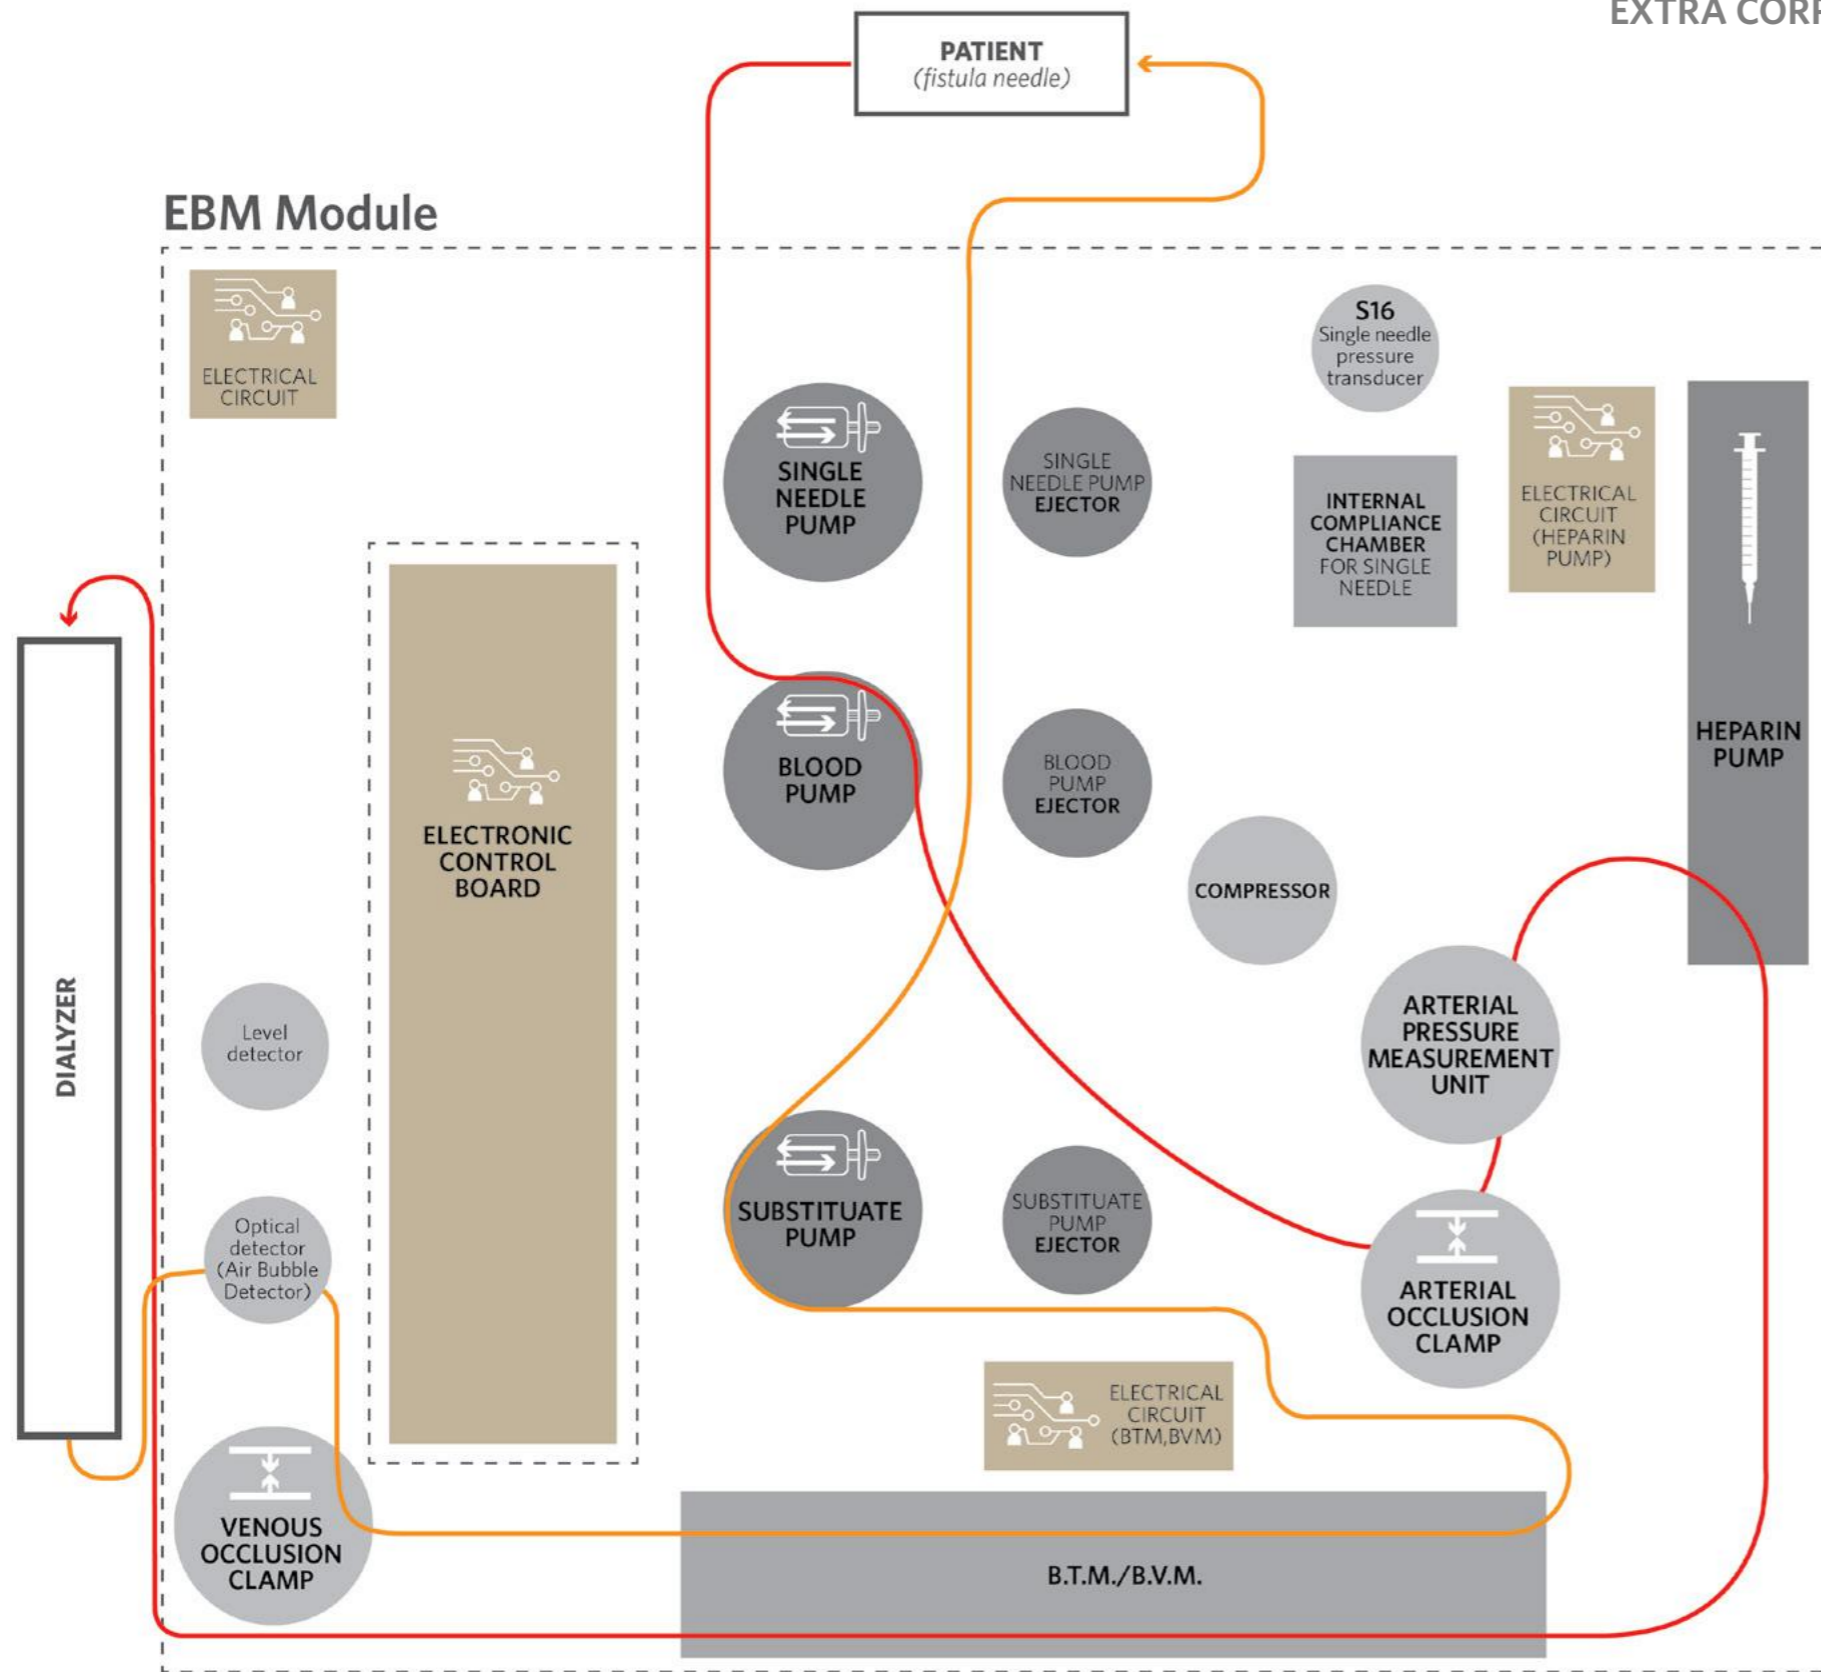 EXTRA CORP
PATIENT
(fistula needle)
EBM Module
ELECTRICAL
CIRCUIT
S16
Single needle
pressure
transducer
SINGLE
NEEDLE
PUMP
SINGLE
NEEDLE PUMP
EJECTOR
INTERNAL
COMPLIANCE
CHAMBER
FOR SINGLE
NEEDLE
ELECTRICAL
CIRCUIT
(HEPARIN
PUMP)
HEPARIN
PUMP
BLOOD
PUMP
BLOOD
PUMP
EJECTOR
ELECTRONIC
CONTROL
BOARD
COMPRESSOR
DIALYZER
Level
detector
ARTERIAL
PRESSURE
MEASUREMENT
UNIT
Optical
detector
(Air Bubble
Detector)
SUBSTITUATE
PUMP
SUBSTITUATE
PUMP
EJECTOR
ARTERIAL
OCCLUSION
CLAMP
ELECTRICAL
CIRCUIT
(BTM,BVM)
VENOUS
OCCLUSION
CLAMP
B.T.M./B.V.M.